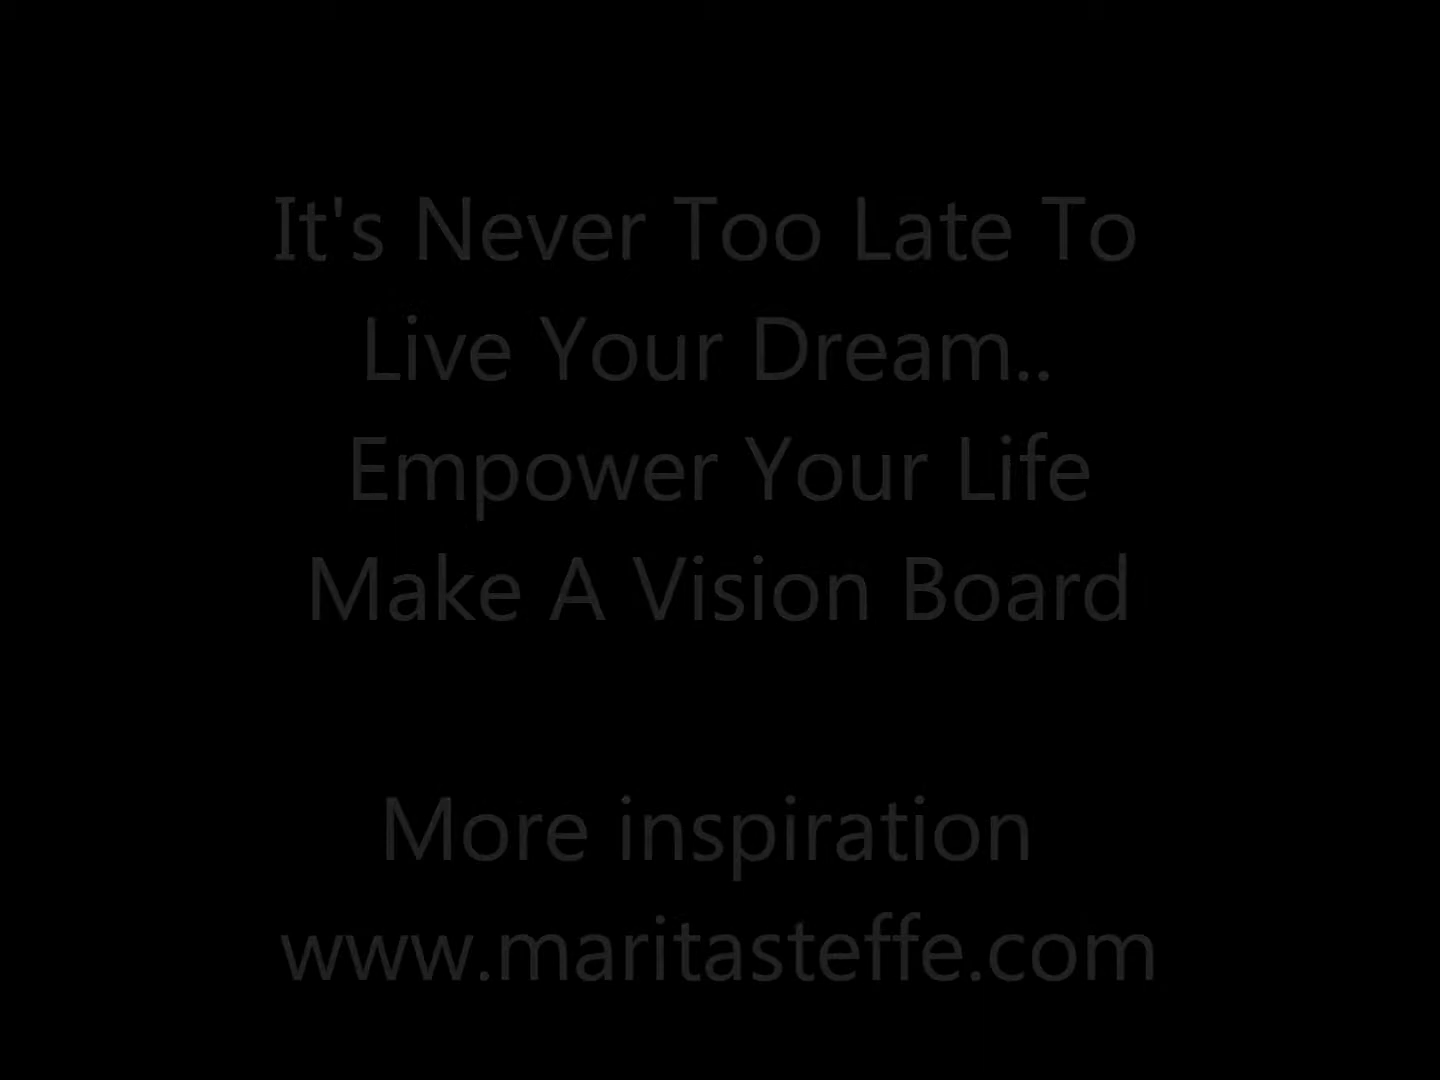 It's Never Too Late To
Live Your Dream..
Empower Your Life
Make A Vision Board
More inspiration
www.maritasteffe.com